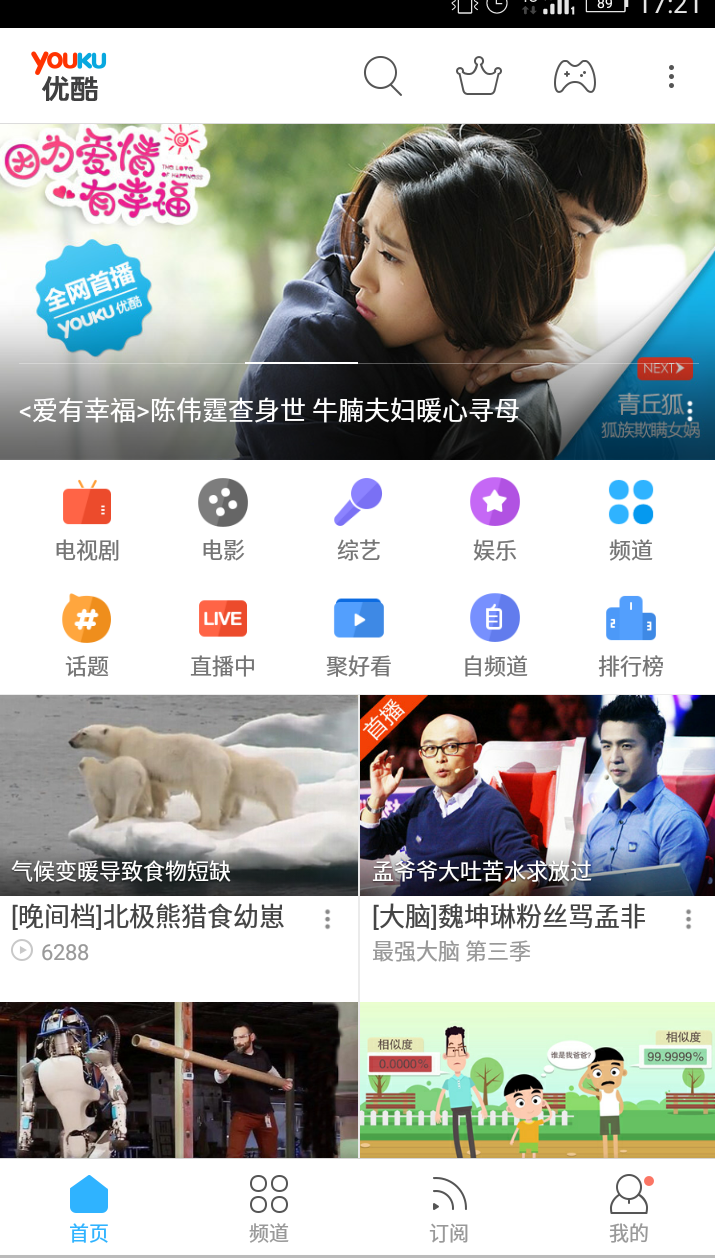 89
17:21
YOUKU
优酷
因为爱情
有幸福
全网首播
YOUKU 优酷
NEXT
<爱有幸福>陈伟霆查身世 牛腩夫妇暖心寻母
青丘狐
狐族欺瞒女娲
电视剧
电影
综艺
娱乐
频道
#
LIVE
1
2
3
话题
直播中
聚好看
自频道
排行榜
首播
气候变暖导致食物短缺
孟爷爷大吐苦水求放过
[晚间档]北极熊猎食幼崽
[大脑]魏坤琳粉丝骂孟非
6288
最强大脑 第三季
相似度
0.0000%
谁是我爸爸?
相似度
99.9999%
首页
频道
订阅
我的